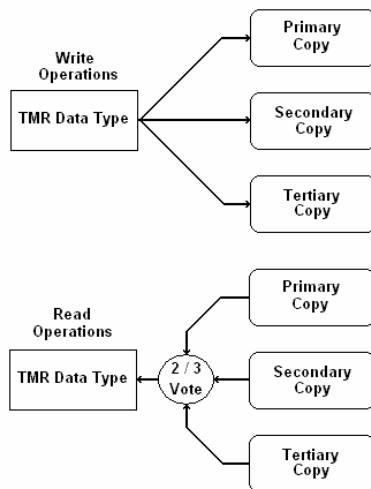 Primary
Copy
Write
Operations
TMR Data Type
Secondary
Copy
Tertiary
Copy
Primary
Copy
Read
Operations
TMR Data Type
2 / 3
Vote
Secondary
Copy
Tertiary
Copy